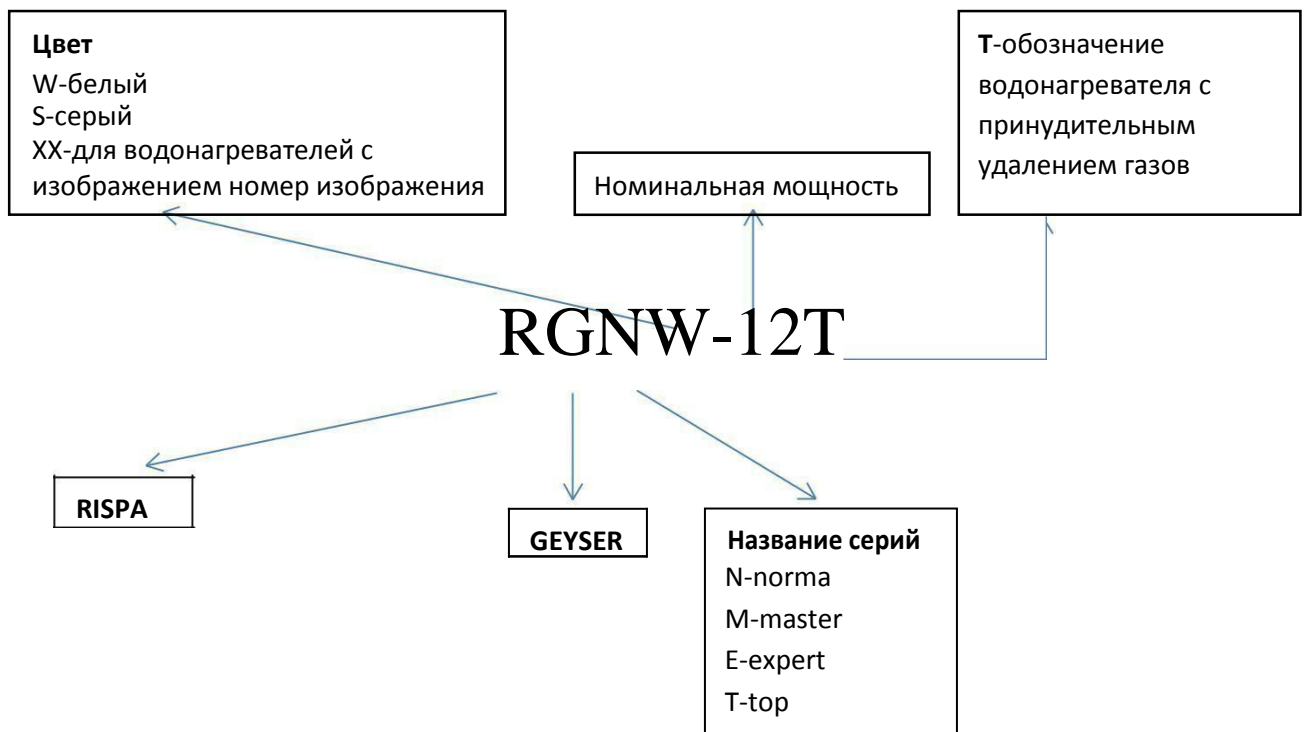 Цвет
W-белый
S-серый
XX-для водонагревателей с
изображением номер изображения
Номинальная мощность
T-обозначение
водонагревателя с
принудительным
удалением газов
RGNW-12T
RISPA
GEYSER
Название серий
N-norma
M-master
E-expert
T-top